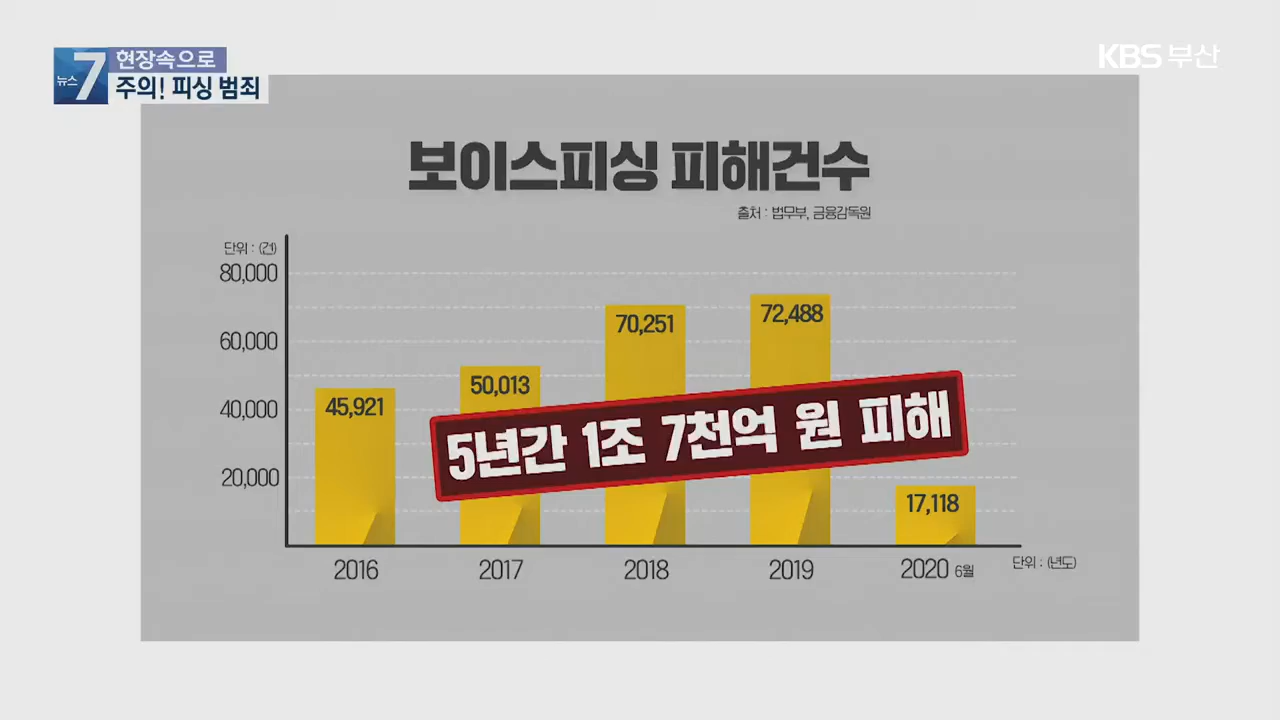 현장속으로
뉴스 7
주의! 피싱 범죄
KBS 부산
보이스피싱 피해건수
출처 : 법무부, 금융감독원
단위 : (건)
80,000
60,000
40,000
20,000
45,921
50,013
70,251
72,488
17,118
5년간 1조 7천억 원 피해
2016
2017
2018
2019
2020 6월
단위 : (년도)